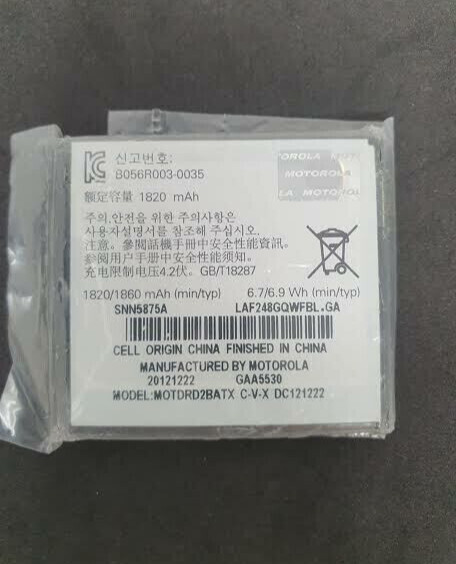 신고번호:
B056R003-0035
额定容量 1820 mAh
MOTOROLA
주의.안전을 위한 주의사항은
사용자설명서를 참조해 주십시오.
注意。參閱話機手冊中安全性能資訊。
注意。參閱用户手册中安全性能须知。
充电限制电压4.2伏。GB/T18287
1820/1860 mAh (min/typ) 6.7/6.9 Wh (min/typ)
SNN5875A LAF248GQWFBL.GA
CELL ORIGIN CHINA FINISHED IN CHINA
MANUFACTURED BY MOTOROLA
20121222 GAA5530
MODEL:MOTDRD2BATX C-V-X DC121222